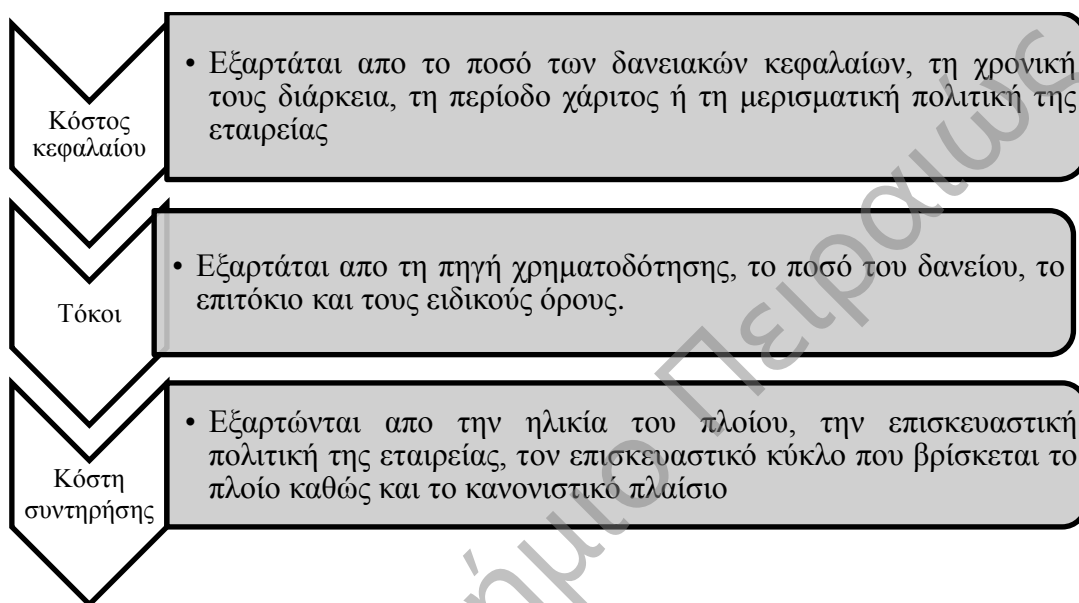 Κόστος
κεφαλαίου
• Εξαρτάται απο το ποσό των δανειακών κεφαλαίων, τη χρονική
τους διάρκεια, τη περίοδο χάριτος ή τη μερισματική πολιτική της
εταιρείας
Τόκοι
• Εξαρτάται απο τη πηγή χρηματοδότησης, το ποσό του δανείου, το
επιτόκιο και τους ειδικούς όρους.
Κόστη
συντηρήσης
• Εξαρτώνται απο την ηλικία του πλοίου, την επισκευαστική
πολιτική της εταιρείας, τον επισκευαστικό κύκλο που βρίσκεται το
πλοίο καθώς και το κανονιστικό πλαίσιο
Πειραιώς